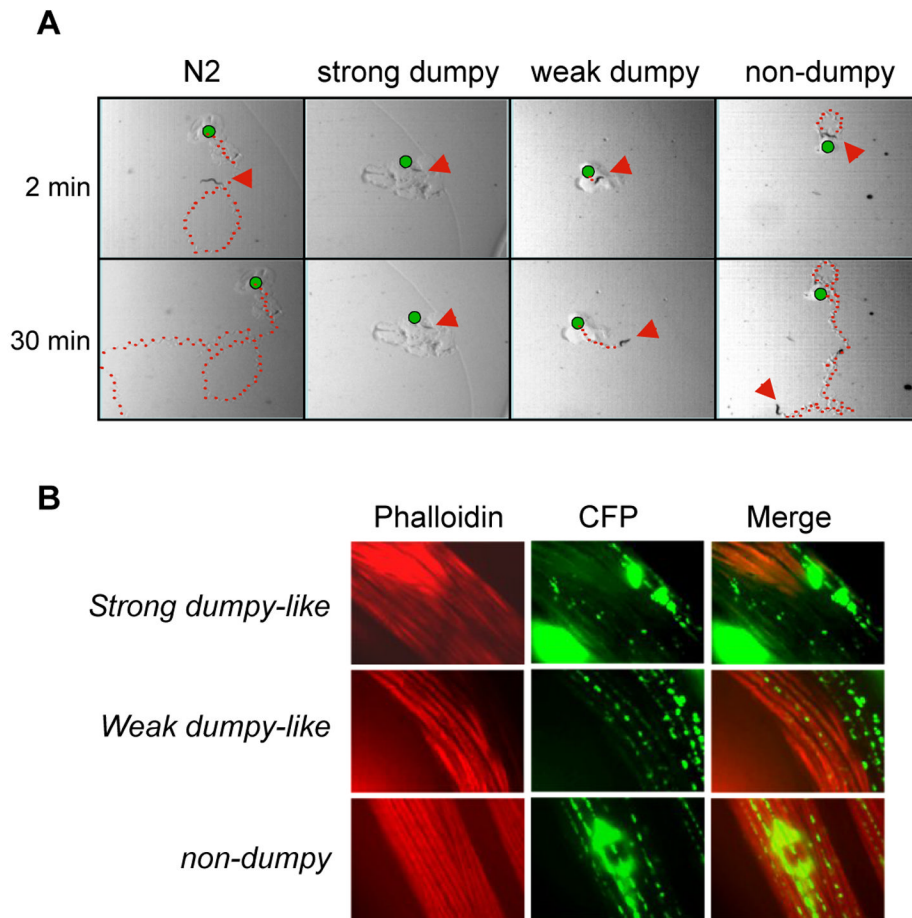 A
N2 strong dumpy weak dumpy non-dumpy
2 min
30 min
B
Phalloidin CFP Merge
Strong dumpy-like
Weak dumpy-like
non-dumpy